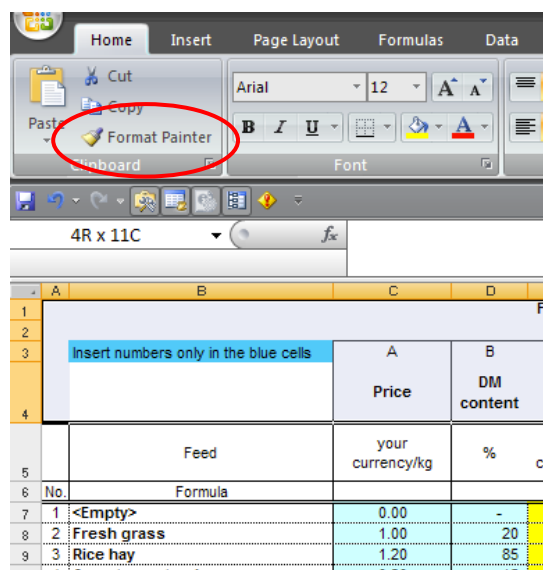 Home Insert Page Layout Formulas Data
Cut
Copy
Paste
Format Painter
Clipboard
Arial 12 A A
B I U A
Font
4R x 11C fx
A B C D
1
2
3 Insert numbers only in the blue cells A B
4 Price DM content
5 Feed your currency/kg %
6 No. Formula
7 1 <Empty> 0.00 -
8 2 Fresh grass 1.00 20
9 3 Rice hay 1.20 85